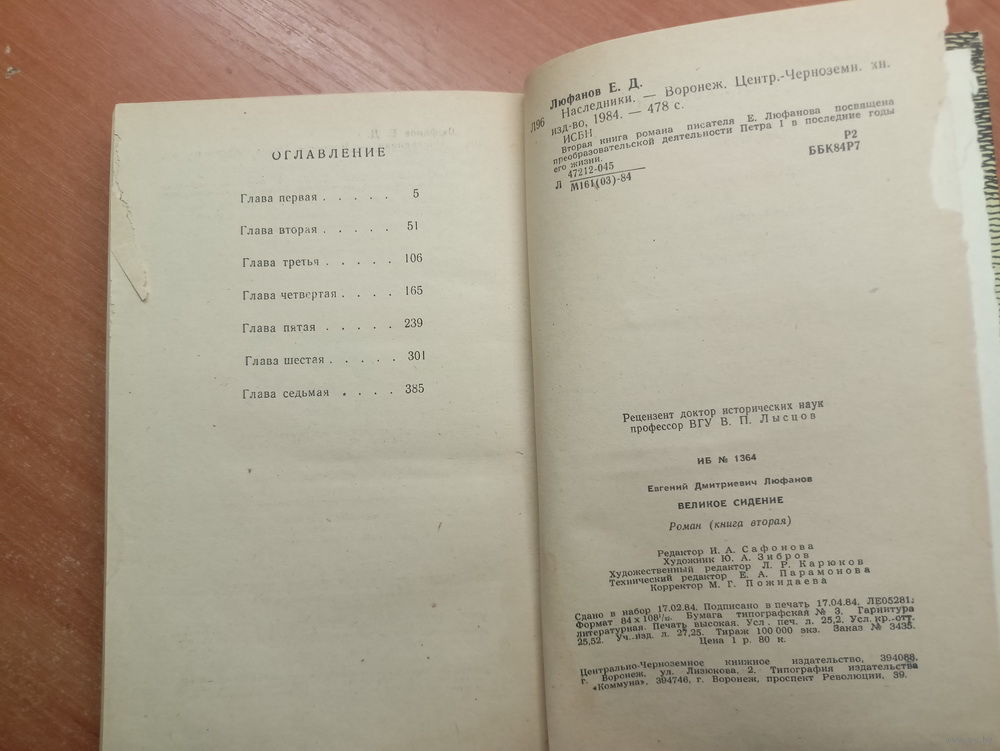 ОГЛАВЛЕНИЕ
Глава первая . . . . . 5
Глава вторая . . . . . 51
Глава третья . . . . . 106
Глава четвертая . . . . 165
Глава пятая . . . . . 239
Глава шестая . . . . . 301
Глава седьмая . . . . 385
Люфанов Е. Д.
Л96 Наследники. — Воронеж. Центр.-Черноземн. кн.
изд-во, 1984. — 478 с.
ИСБН
Вторая книга романа писателя Е. Люфанова посвящена
преобразовательской деятельности Петра I в последние годы
его жизни.
Л 47212-045
М161(03)-84
Р2
ББК84Р7
Рецензент доктор исторических наук
профессор ВГУ В. П. Лысцов
ИБ № 1364
Евгений Дмитриевич Люфанов
ВЕЛИКОЕ СИДЕНИЕ
Роман (книга вторая)
Редактор И. А. Сафонова
Художник Ю. А. Зибров
Художественный редактор Л. Р. Карюков
Технический редактор Е. А. Парамонова
Корректор М. Г. Пожидаева
Сдано в набор 17.02.84. Подписано в печать 17.04.84. ЛЕ05281.
Формат 84 х 108¹/₃₂. Бумага типографская № 3. Гарнитура
литературная. Печать высокая. Усл. печ. л. 25,2. Усл. кр.-отт.
25,52. Уч.-изд. л. 27,25. Тираж 100 000 экз. Заказ № 3435.
Цена 1 р. 80 к.
Центрально-Черноземное книжное издательство, 394088,
г. Воронеж, ул. Лизюкова, 2. Типография издательства
«Коммуна», 394746, г. Воронеж, проспект Революции, 39.